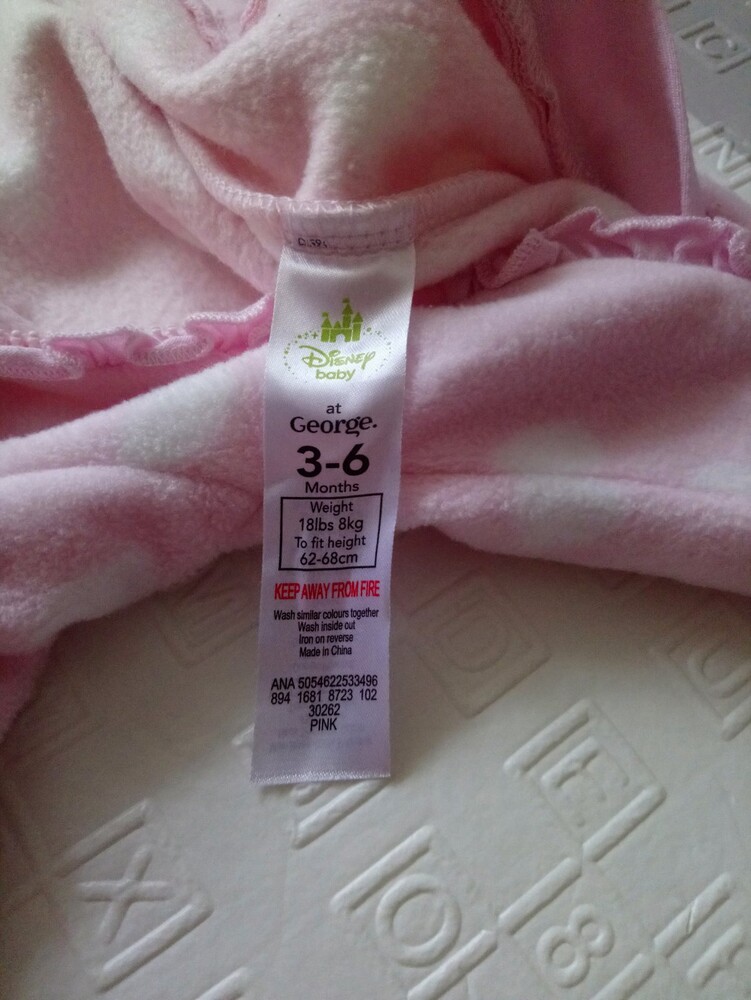 Disney
baby
at
George.
3-6
Months
Weight
18lbs 8kg
To fit height
62-68cm
KEEP AWAY FROM FIRE
Wash similar colours together
Wash inside out
Iron on reverse
Made in China
ANA 5054622533496
894 1681 8723 102
30262
PINK
X
O
8